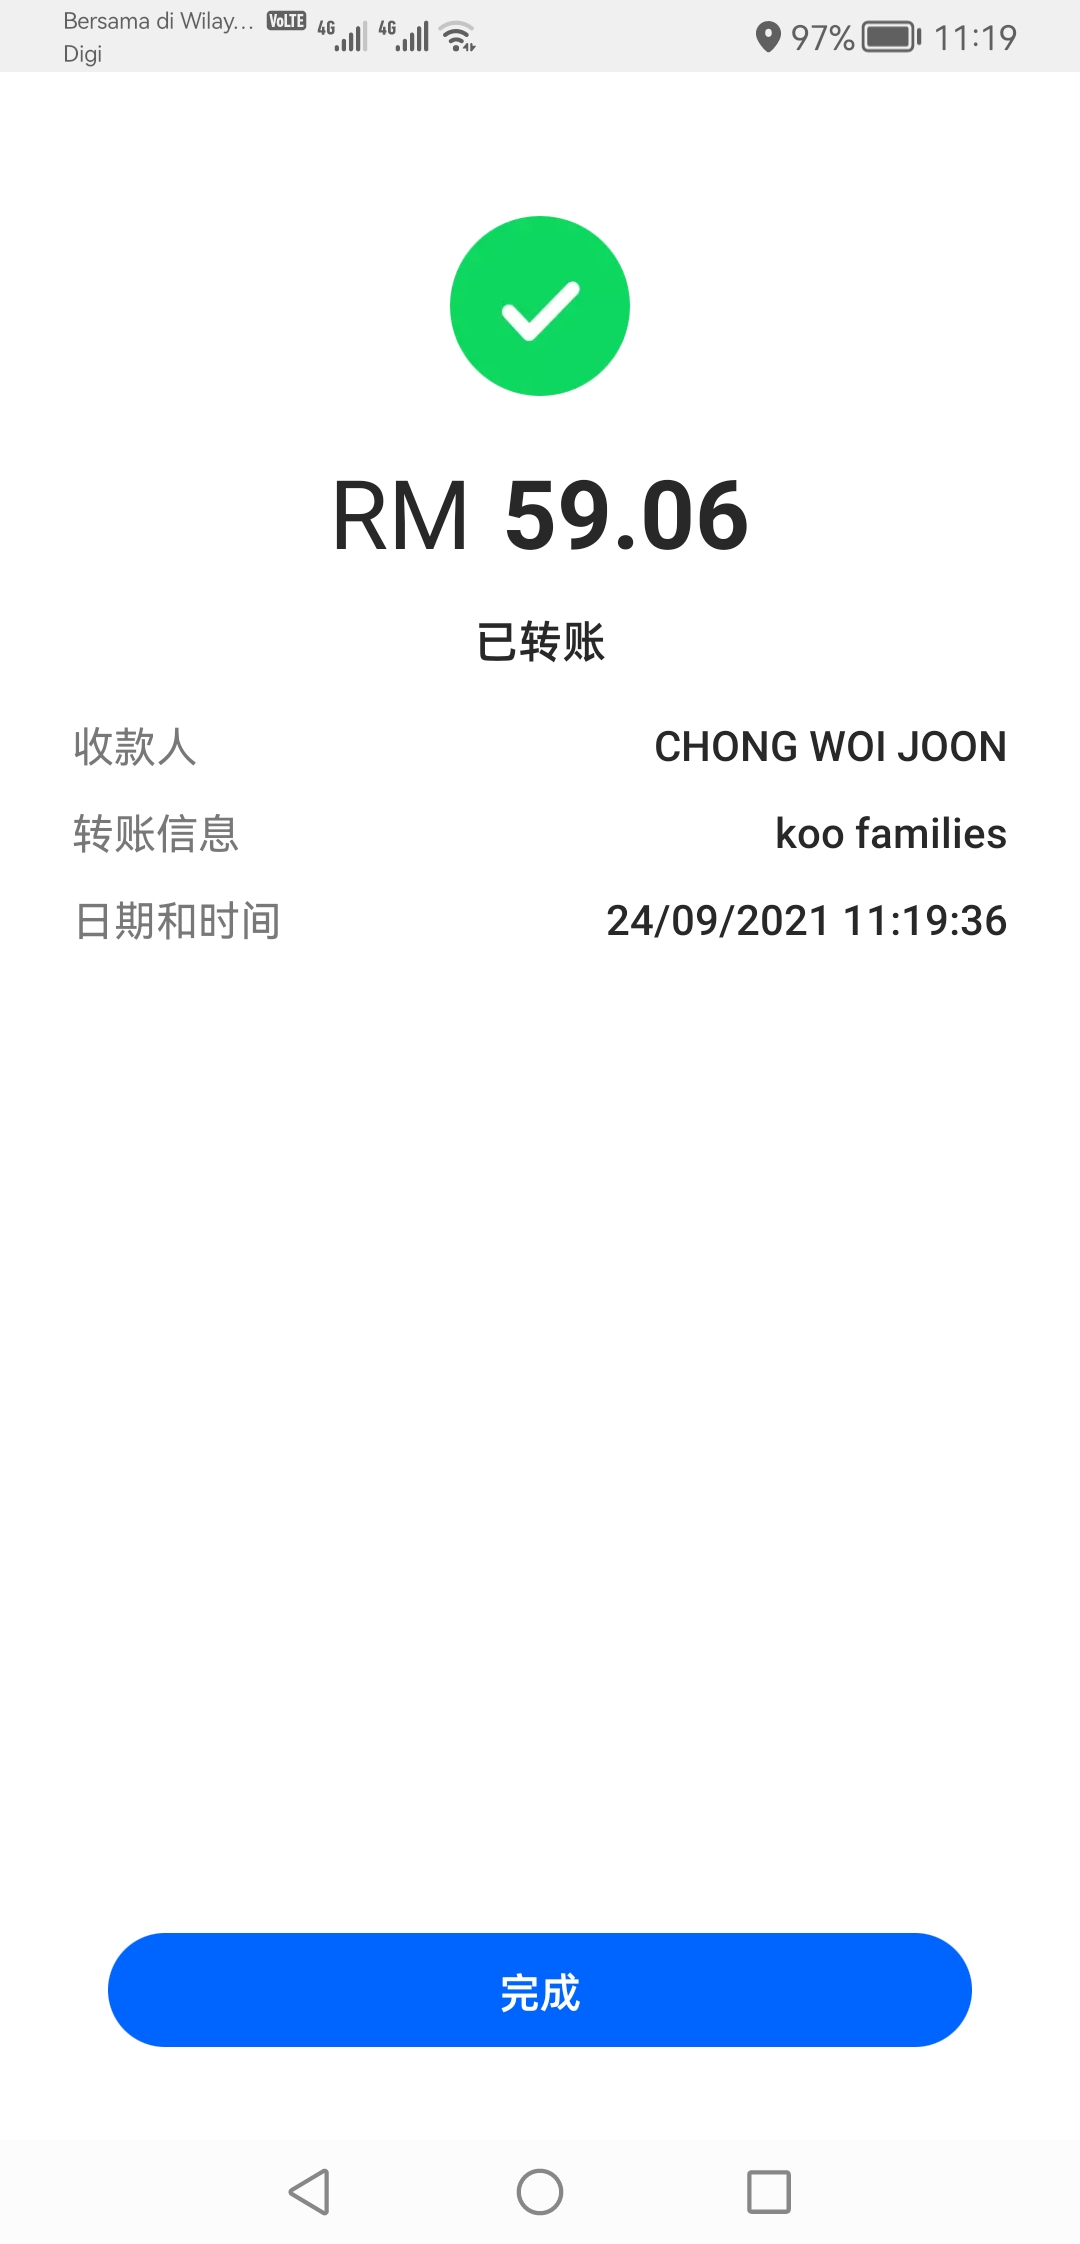 Bersama di Wilay... VoLTE 4G 4G 97% 11:19
Digi
RM 59.06
已转账
收款人 CHONG WOI JOON
转账信息 koo families
日期和时间 24/09/2021 11:19:36
完成